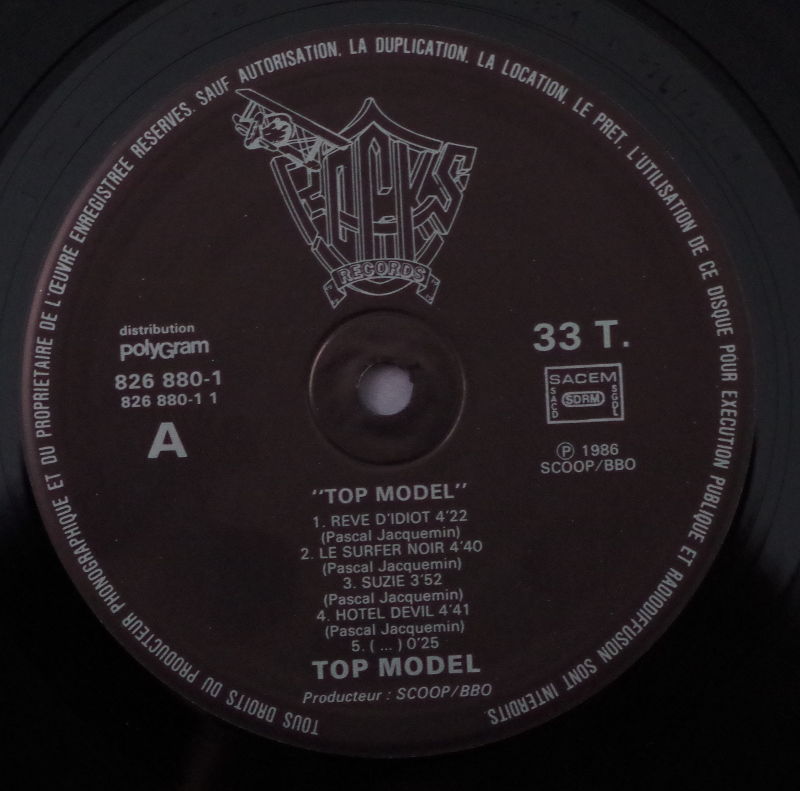 TOUS DROITS DU PRODUCTEUR PHONOGRAPHIQUE ET DU PROPRIETAIRE DE L'ŒUVRE ENREGISTREE RESERVES. SAUF AUTORISATION, LA DUPLICATION, LA LOCATION, LE PRET, L'UTILISATION DE CE DISQUE POUR EXECUTION PUBLIQUE ET RADIODIFFUSION SONT INTERDITS.
RECORDS
distribution
polyGram
826 880-1
826 880-1 1
A
33 T.
SACEM
SACD
SDRM
SGDL
℗ 1986
SCOOP/BBO
"TOP MODEL"
1. REVE D'IDIOT 4'22
(Pascal Jacquemin)
2. LE SURFER NOIR 4'40
(Pascal Jacquemin)
3. SUZIE 3'52
(Pascal Jacquemin)
4. HOTEL DEVIL 4'41
(Pascal Jacquemin)
5. ( ... ) 0'25
TOP MODEL
Producteur : SCOOP/BBO